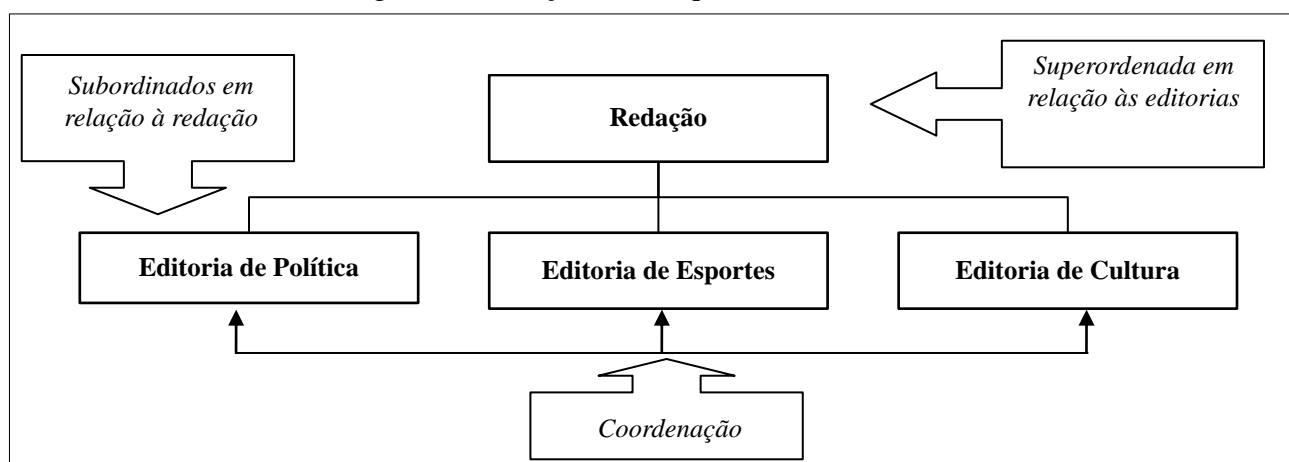 Subordinados em
relação à redação
Redação
Superordenada em
relação às editorias
Editoria de Política
Editoria de Esportes
Editoria de Cultura
Coordenação